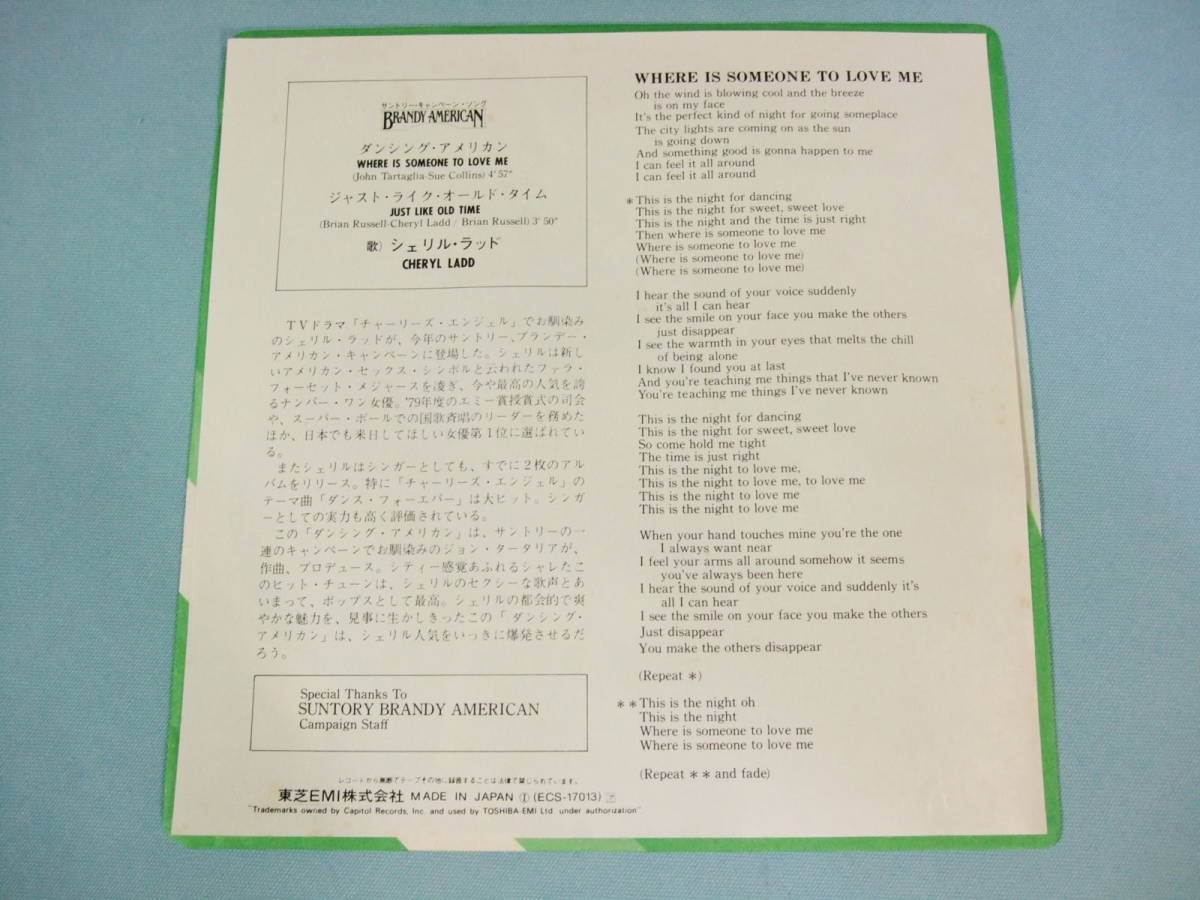 サントリー・キャンペーン・ソング
BRANDY AMERICAN
ダンシング・アメリカン
WHERE IS SOMEONE TO LOVE ME
(John Tartaglia-Sue Collins) 4'57"
ジャスト・ライク・オールド・タイム
JUST LIKE OLD TIME
(Brian Russell-Cheryl Ladd / Brian Russell) 3'50"
歌) シェリル・ラッド
CHERYL LADD
TVドラマ「チャーリーズ・エンジェル」でお馴染み
のシェリル・ラッドが、今年のサントリー、ブランデー・
アメリカン・キャンペーンに登場した。シェリルは新し
いアメリカン・セックス・シンボルと云われたファラ・
フォーセット・メジャースを凌ぎ、今や最高の人気を誇
るナンバー・ワン女優。'79年度のエミー賞授賞式の司会
や、スーパー・ボールでの国歌斉唱のリーダーを務めた
ほか、日本でも来日してほしい女優第1位に選ばれてい
る。
またシェリルはシンガーとしても、すでに2枚のアル
バムをリリース。特に「チャーリーズ・エンジェル」の
テーマ曲「ダンス・フォーエバー」は大ヒット。シンガ
ーとしての実力も高く評価されている。
この「ダンシング・アメリカン」は、サントリーの一
連のキャンペーンでお馴染みのジョン・タータリアが、
作曲、プロデュース。シティー感覚あふれるシャレたこ
のヒット・チューンは、シェリルのセクシーな歌声とあ
いまって、ポップスとして最高。シェリルの都会的で爽
やかな魅力を、見事に生かしきったこの「ダンシング・
アメリカン」は、シェリル人気をいっきに爆発させるだ
ろう。
Special Thanks To
SUNTORY BRANDY AMERICAN
Campaign Staff
レコードから無断でテープその他に録音することは法律で禁じられています。
東芝EMI株式会社 MADE IN JAPAN Ⓘ (ECS-17013)
"Trademarks owned by Capitol Records, Inc. and used by TOSHIBA-EMI Ltd. under authorization"
WHERE IS SOMEONE TO LOVE ME
Oh the wind is blowing cool and the breeze
is on my face
It's the perfect kind of night for going someplace
The city lights are coming on as the sun
is going down
And something good is gonna happen to me
I can feel it all around
I can feel it all around
* This is the night for dancing
This is the night for sweet, sweet love
This is the night and the time is just right
Then where is someone to love me
Where is someone to love me
(Where is someone to love me)
(Where is someone to love me)
I hear the sound of your voice suddenly
it's all I can hear
I see the smile on your face you make the others
just disappear
I see the warmth in your eyes that melts the chill
of being alone
I know I found you at last
And you're teaching me things that I've never known
You're teaching me things I've never known
This is the night for dancing
This is the night for sweet, sweet love
So come hold me tight
The time is just right
This is the night to love me,
This is the night to love me, to love me
This is the night to love me
This is the night to love me
When your hand touches mine you're the one
I always want near
I feel your arms all around somehow it seems
you've always been here
I hear the sound of your voice and suddenly it's
all I can hear
I see the smile on your face you make the others
Just disappear
You make the others disappear
(Repeat *)
** This is the night oh
This is the night
Where is someone to love me
Where is someone to love me
(Repeat ** and fade)